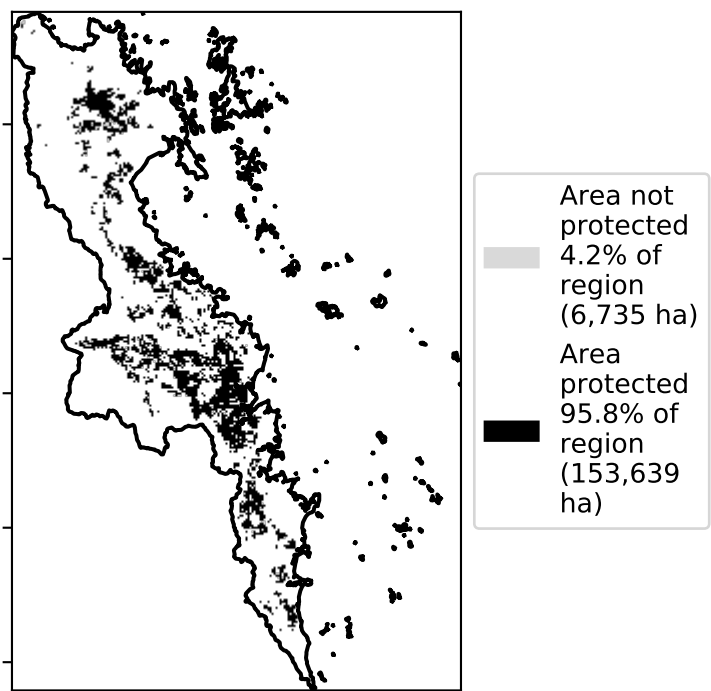 Area not
protected
4.2% of
region
(6,735 ha)
Area
protected
95.8% of
region
(153,639
ha)